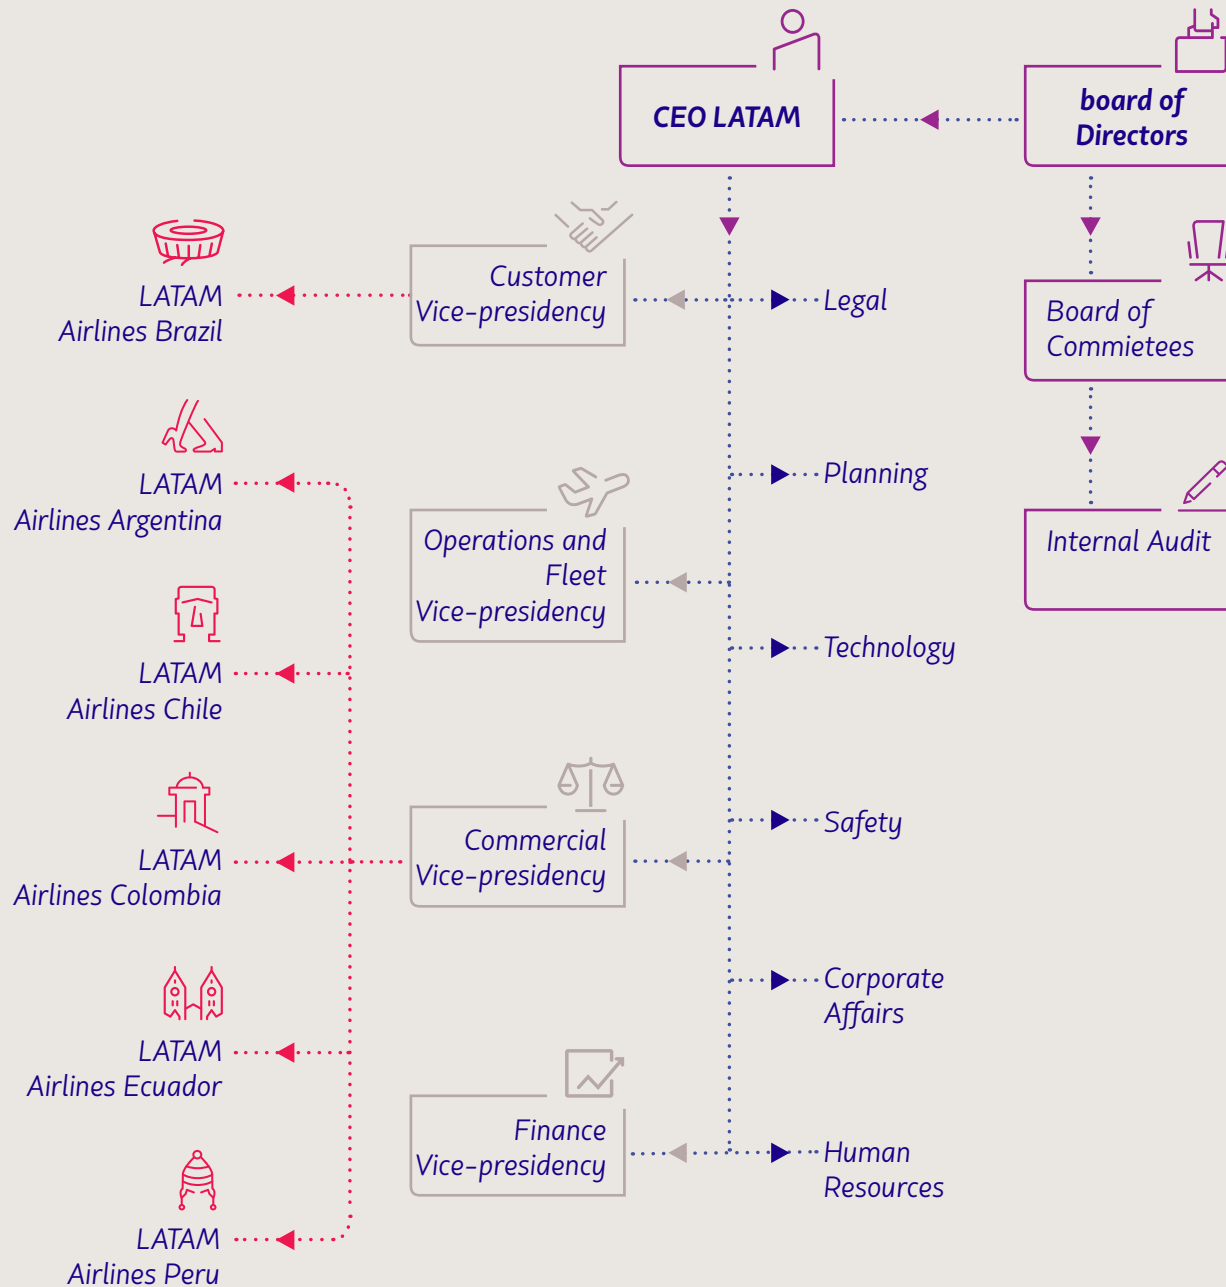 CEO LATAM
board of
Directors
LATAM
Airlines Brazil
Customer
Vice-presidency
Legal
Board of
Commietees
LATAM
Airlines Argentina
Operations and
Fleet
Vice-presidency
Planning
Internal Audit
LATAM
Airlines Chile
Technology
LATAM
Airlines Colombia
Commercial
Vice-presidency
Safety
LATAM
Airlines Ecuador
Corporate
Affairs
Finance
Vice-presidency
Human
Resources
LATAM
Airlines Peru